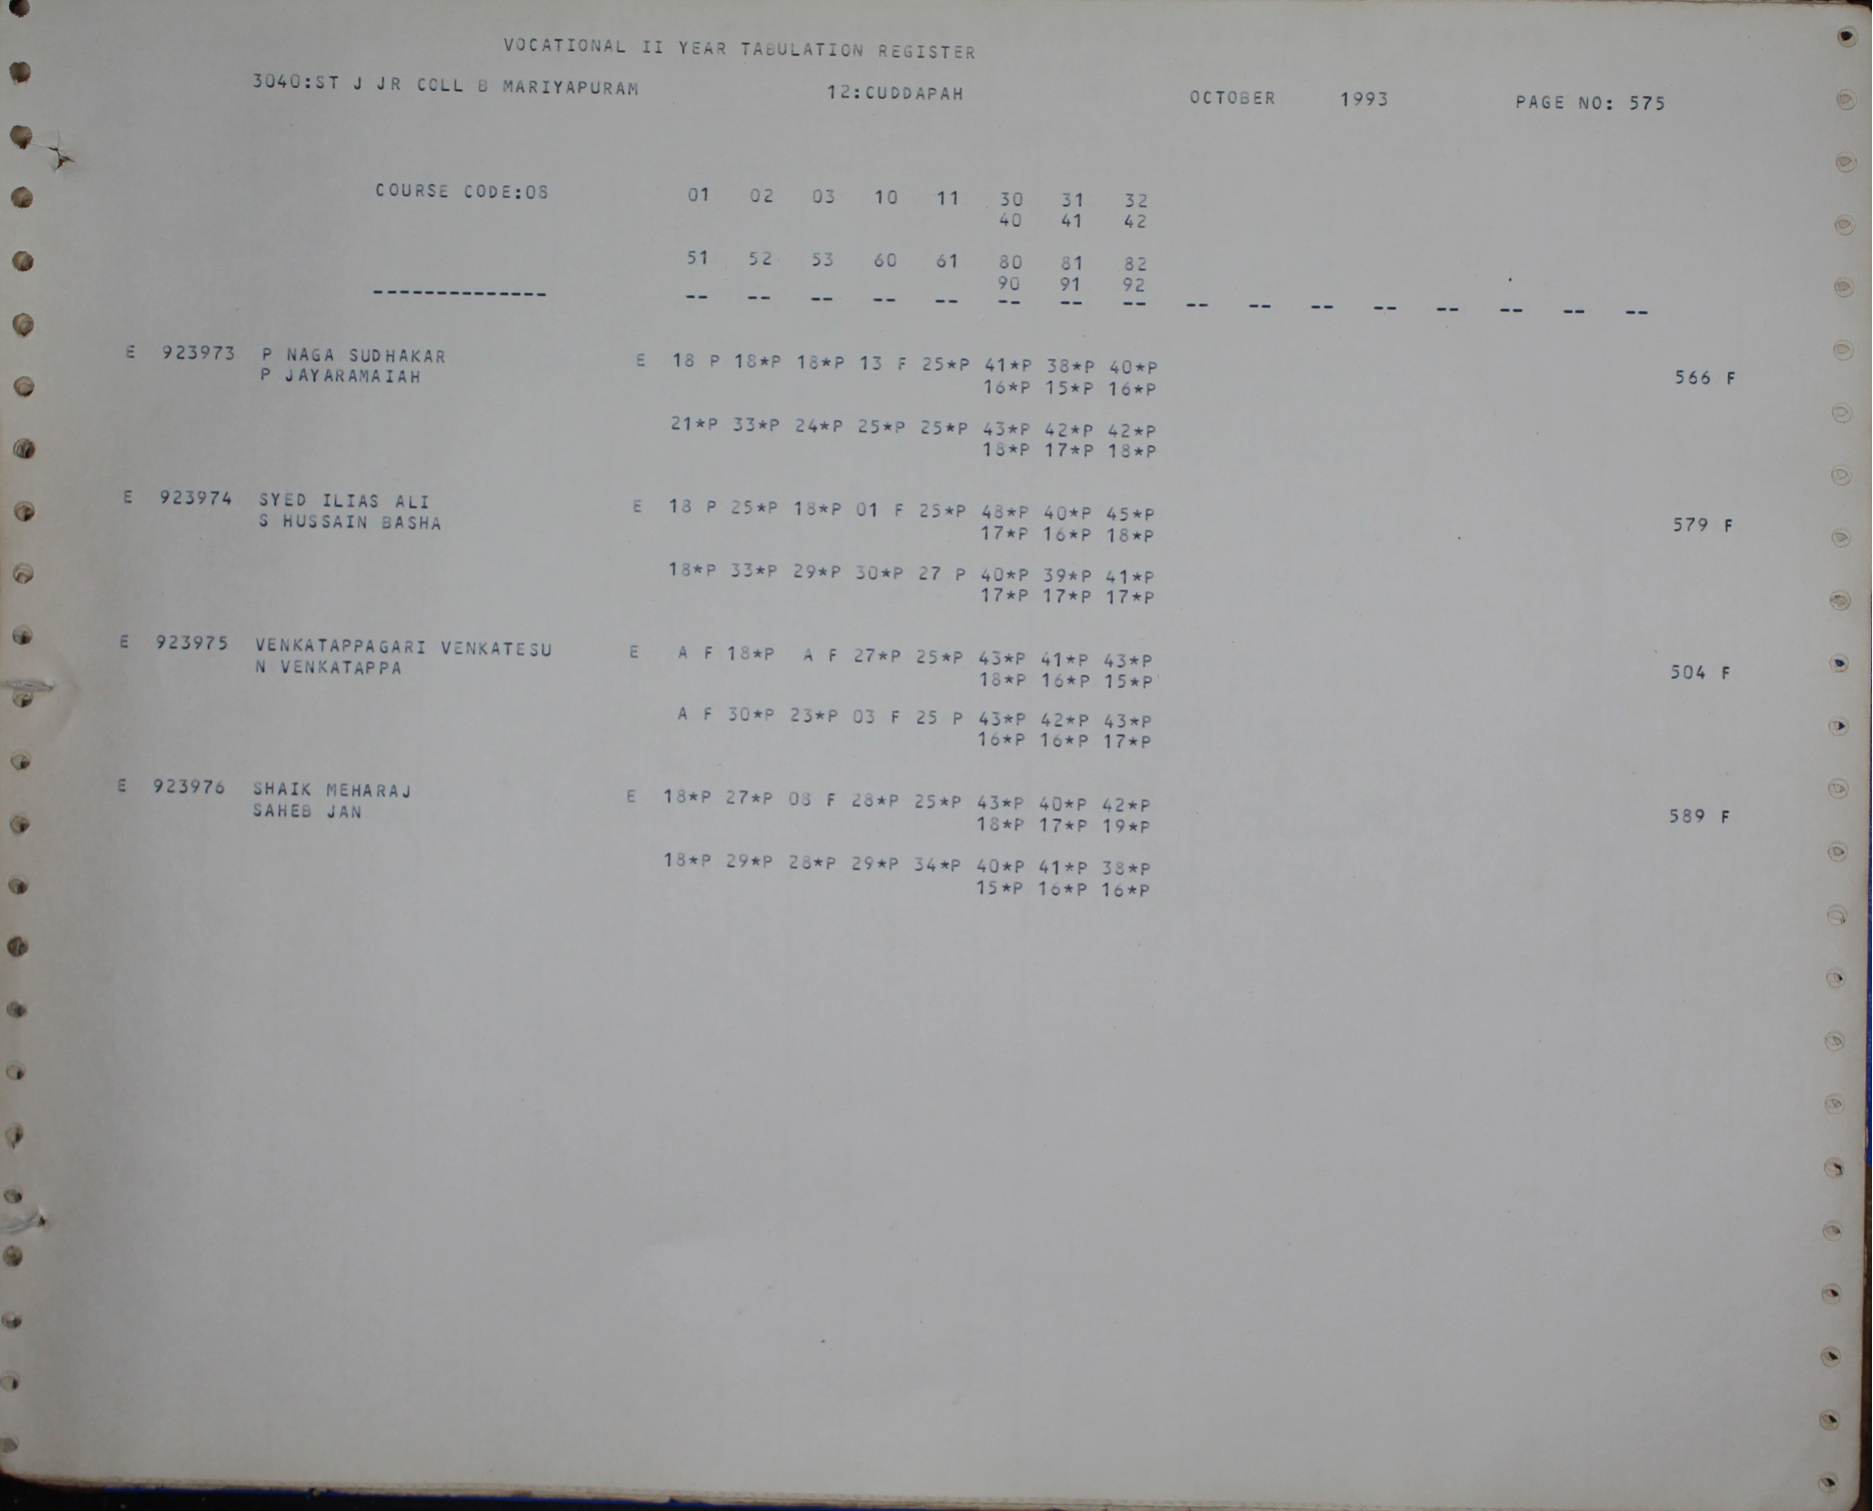 VOCATIONAL II YEAR TABULATION REGISTER
3040:ST J JR COLL B MARIYAPURAM 12:CUDDAPAH OCTOBER 1993 PAGE NO: 575
COURSE CODE:08 01 02 03 10 11 30 31 32
40 41 42
51 52 53 60 61 80 81 82
90 91 92
-------------- -- -- -- -- -- -- -- -- -- -- -- -- -- -- -- --
E 923973 P NAGA SUDHAKAR E 18 P 18*P 18*P 13 F 25*P 41*P 38*P 40*P
P JAYARAMAIAH 16*P 15*P 16*P 566 F
21*P 33*P 24*P 25*P 25*P 43*P 42*P 42*P
18*P 17*P 18*P
E 923974 SYED ILIAS ALI E 18 P 25*P 18*P 01 F 25*P 48*P 40*P 45*P
S HUSSAIN BASHA 17*P 16*P 18*P 579 F
18*P 33*P 29*P 30*P 27 P 40*P 39*P 41*P
17*P 17*P 17*P
E 923975 VENKATAPPAGARI VENKATESU E A F 18*P A F 27*P 25*P 43*P 41*P 43*P
N VENKATAPPA 18*P 16*P 15*P 504 F
A F 30*P 23*P 03 F 25 P 43*P 42*P 43*P
16*P 16*P 17*P
E 923976 SHAIK MEHARAJ E 18*P 27*P 08 F 28*P 25*P 43*P 40*P 42*P
SAHEB JAN 18*P 17*P 19*P 589 F
18*P 29*P 28*P 29*P 34*P 40*P 41*P 38*P
15*P 16*P 16*P